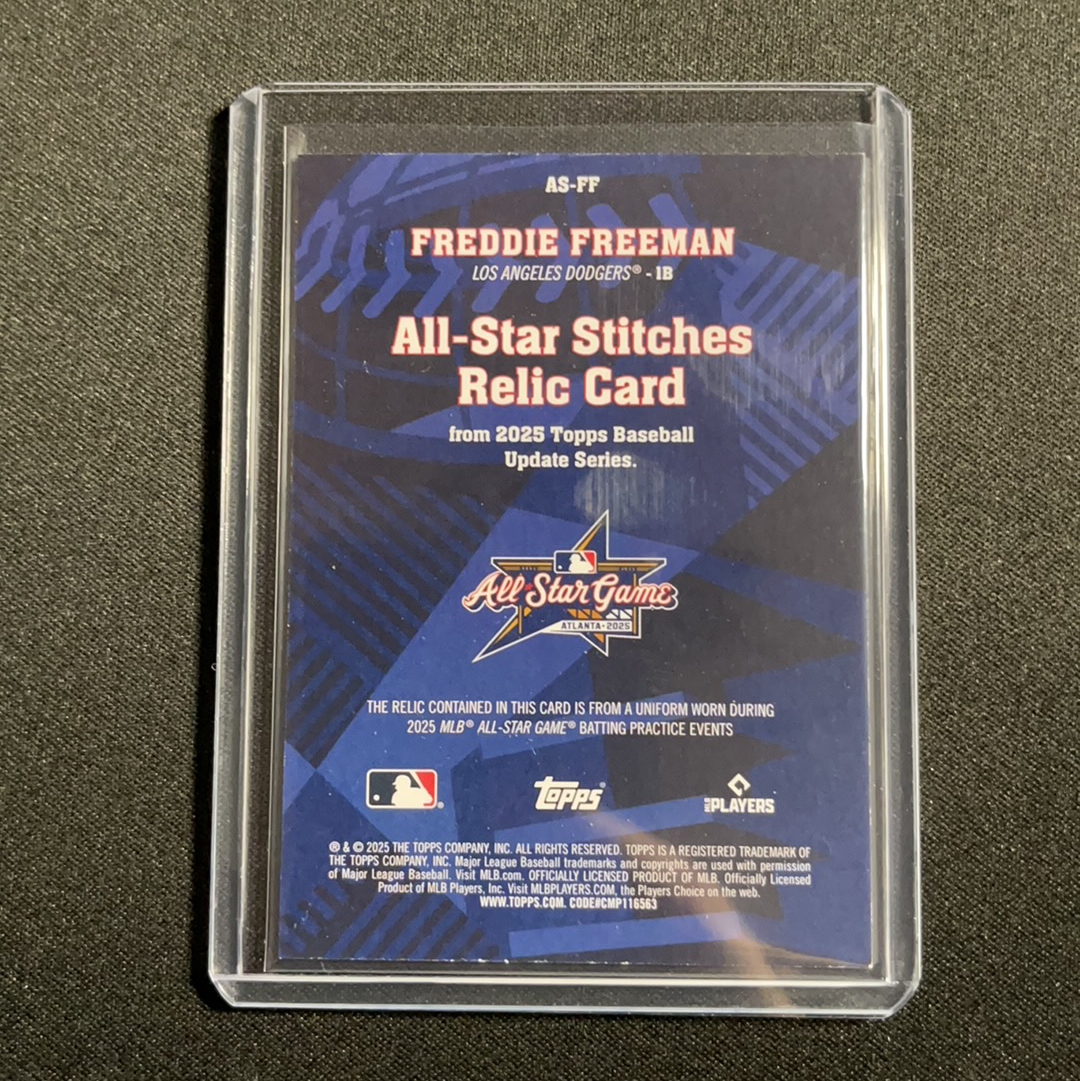 AS-FF
FREDDIE FREEMAN
LOS ANGELES DODGERS® - 1B
All-Star Stitches
Relic Card
from 2025 Topps Baseball
Update Series.
All-Star Game
ATLANTA • 2025
THE RELIC CONTAINED IN THIS CARD IS FROM A UNIFORM WORN DURING
2025 MLB® ALL-STAR GAME® BATTING PRACTICE EVENTS
Topps®
MLB PLAYERS
® & © 2025 THE TOPPS COMPANY, INC. ALL RIGHTS RESERVED. TOPPS IS A REGISTERED TRADEMARK OF
THE TOPPS COMPANY, INC. Major League Baseball trademarks and copyrights are used with permission
of Major League Baseball. Visit MLB.com. OFFICIALLY LICENSED PRODUCT OF MLB. Officially Licensed
Product of MLB Players, Inc. Visit MLBPLAYERS.COM, the Players Choice on the web.
WWW.TOPPS.COM. CODE#CMP116563